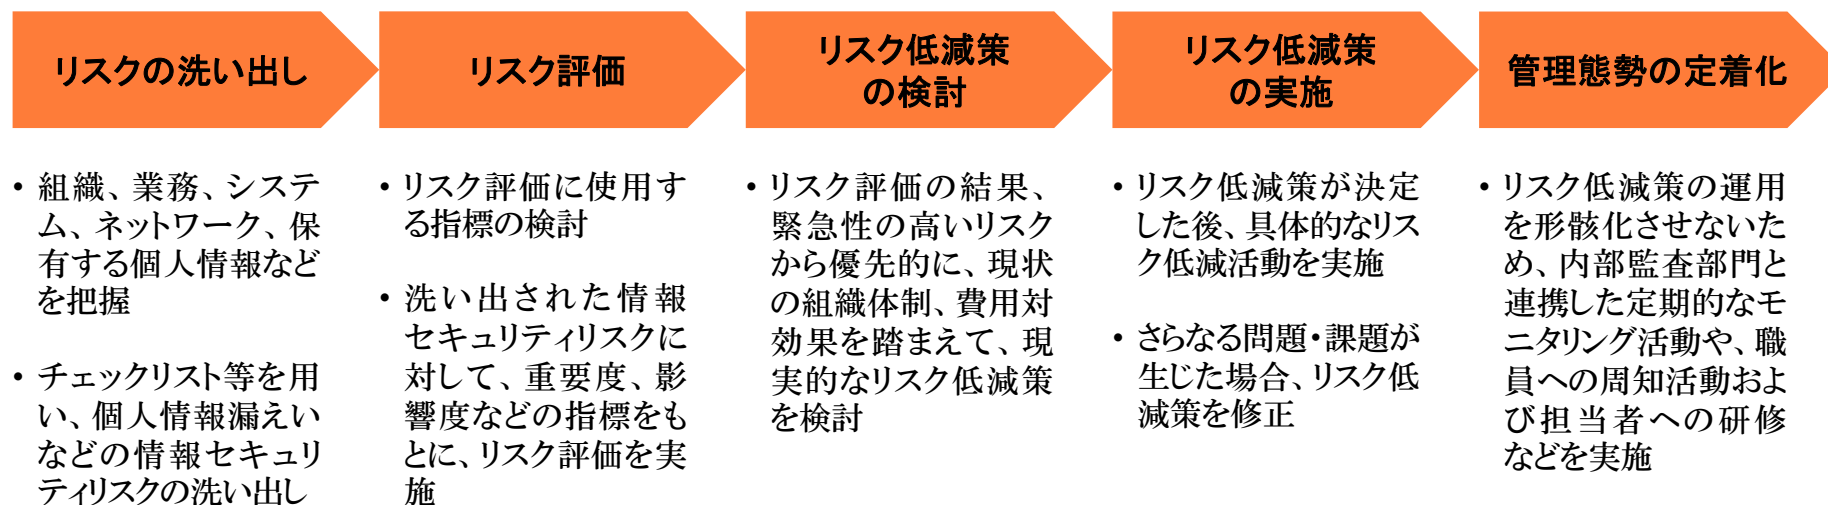 リスクの洗い出し
リスク評価
リスク低減策
の検討
リスク低減策
の実施
管理態勢の定着化
• 組織、業務、システ
ム、ネットワーク、保
有する個人情報など
を把握
• チェックリスト等を用
い、個人情報漏えい
などの情報セキュリ
ティリスクの洗い出し
• リスク評価に使用す
る指標の検討
• 洗い出された情報
セキュリティリスクに
対して、重要度、影
響度などの指標をも
とに、リスク評価を実
施
• リスク評価の結果、
緊急性の高いリスク
から優先的に、現状
の組織体制、費用対
効果を踏まえて、現
実的なリスク低減策
を検討
• リスク低減策が決定
した後、具体的なリス
ク低減活動を実施
• さらなる問題・課題が
生じた場合、リスク低
減策を修正
• リスク低減策の運用
を形骸化させないた
め、内部監査部門と
連携した定期的なモ
ニタリング活動や、職
員への周知活動およ
び担当者への研修
などを実施